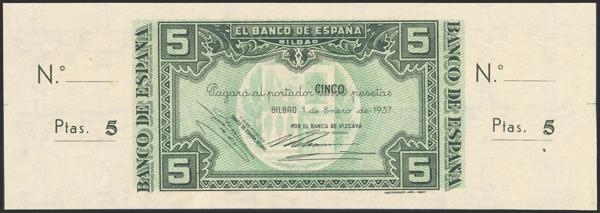 N.º
Ptas. 5
BANCO DE ESPAÑA
5 5
EL BANCO DE ESPAÑA
BILBAO
Pagará al portador CINCO pesetas
BILBAO 1 de Enero de 1937
POR EL BANCO DE VIZCAYA
5 5
BANCO DE ESPAÑA
N.º
Ptas. 5